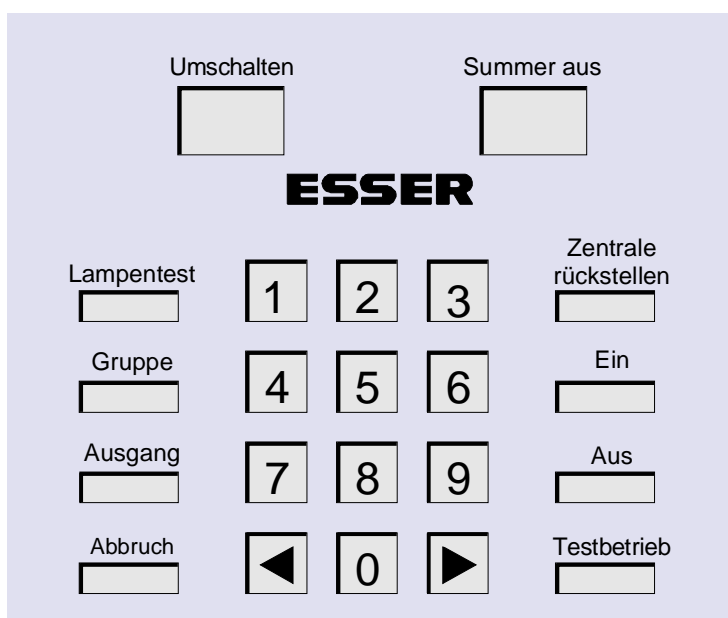 Umschalten
Summer aus
ESSER
Lampentest
1
2
3
Zentrale
rückstellen
Gruppe
4
5
6
Ein
Ausgang
7
8
9
Aus
Abbruch
◀
0
▶
Testbetrieb